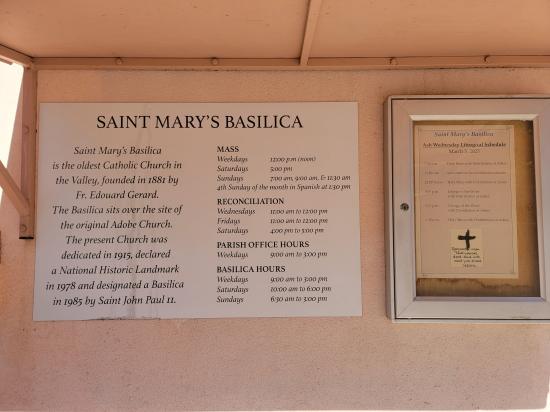 SAINT MARY'S BASILICA
Saint Mary's Basilica
is the oldest Catholic Church in
the Valley, founded in 1881 by
Fr. Edouard Gerard.
The Basilica sits over the site of
the original Adobe Church.
The present Church was
dedicated in 1915, declared
a National Historic Landmark
in 1978 and designated a Basilica
in 1985 by Saint John Paul II.
MASS
Weekdays 12:00 p.m (noon)
Saturdays 5:00 pm
Sundays 7:00 am, 9:00 am, & 11:30 am
4th Sunday of the month in Spanish at 1:30 pm
RECONCILIATION
Wednesdays 11:00 am to 12:00 pm
Fridays 11:00 am to 12:00 pm
Saturdays 4:00 pm to 5:00 pm
PARISH OFFICE HOURS
Weekdays 9:00 am to 3:00 pm
BASILICA HOURS
Weekdays 9:00 am to 3:00 pm
Saturdays 10:00 am to 6:00 pm
Sundays 6:30 am to 3:00 pm
Saint Mary's Basilica
Ash Wednesday Liturgical Schedule
March 5, 2025